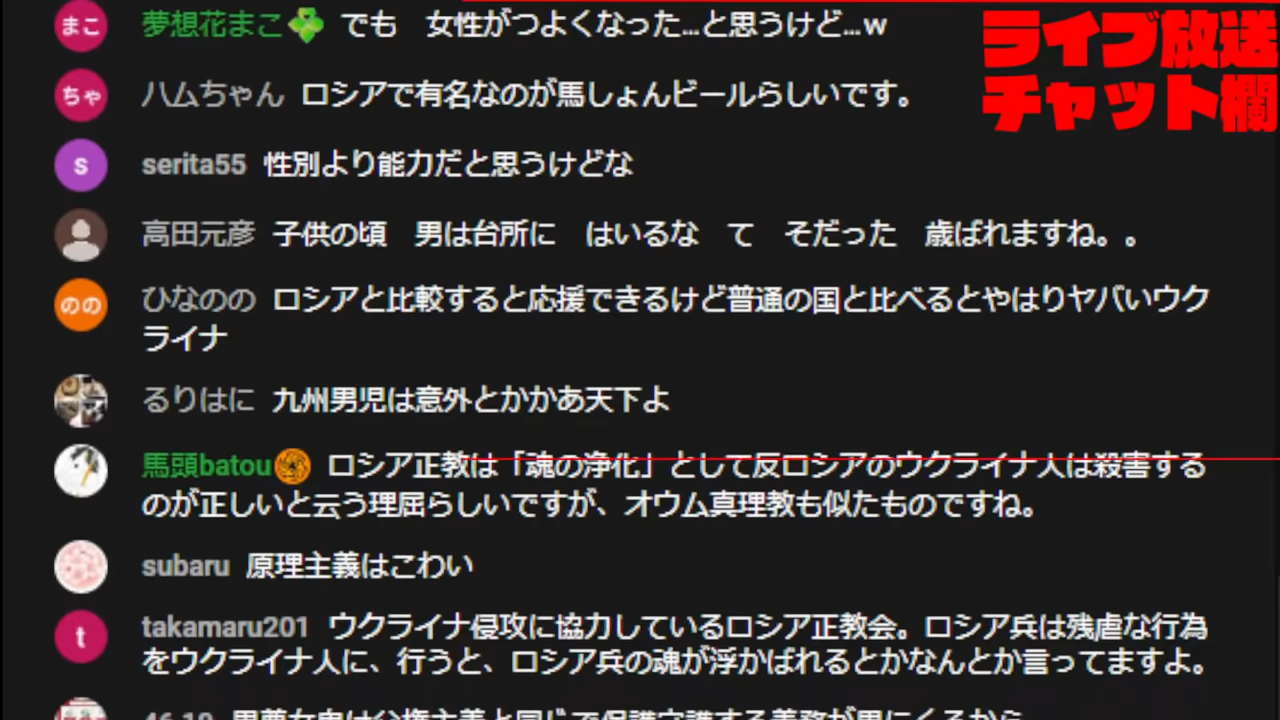 まこ 夢想花まこ でも　女性がつよくなった...と思うけど...w
ライブ放送
チャット欄
ちゃ ハムちゃん ロシアで有名なのが馬しょんビールらしいです。
s serita55 性別より能力だと思うけどな
高田元彦 子供の頃　男は台所に　はいるな　て　そだった　歳ばれますね。。
のの ひなのの ロシアと比較すると応援できるけど普通の国と比べるとやはりヤバいウク
ライナ
るりはに 九州男児は意外とかかあ天下よ
馬頭batou ロシア正教は「魂の浄化」として反ロシアのウクライナ人は殺害する
のが正しいと云う理屈らしいですが、オウム真理教も似たものですね。
subaru 原理主義はこわい
t takamaru201 ウクライナ侵攻に協力しているロシア正教会。ロシア兵は残虐な行為
をウクライナ人に、行うと、ロシア兵の魂が浮かばれるとかなんとか言ってますよ。